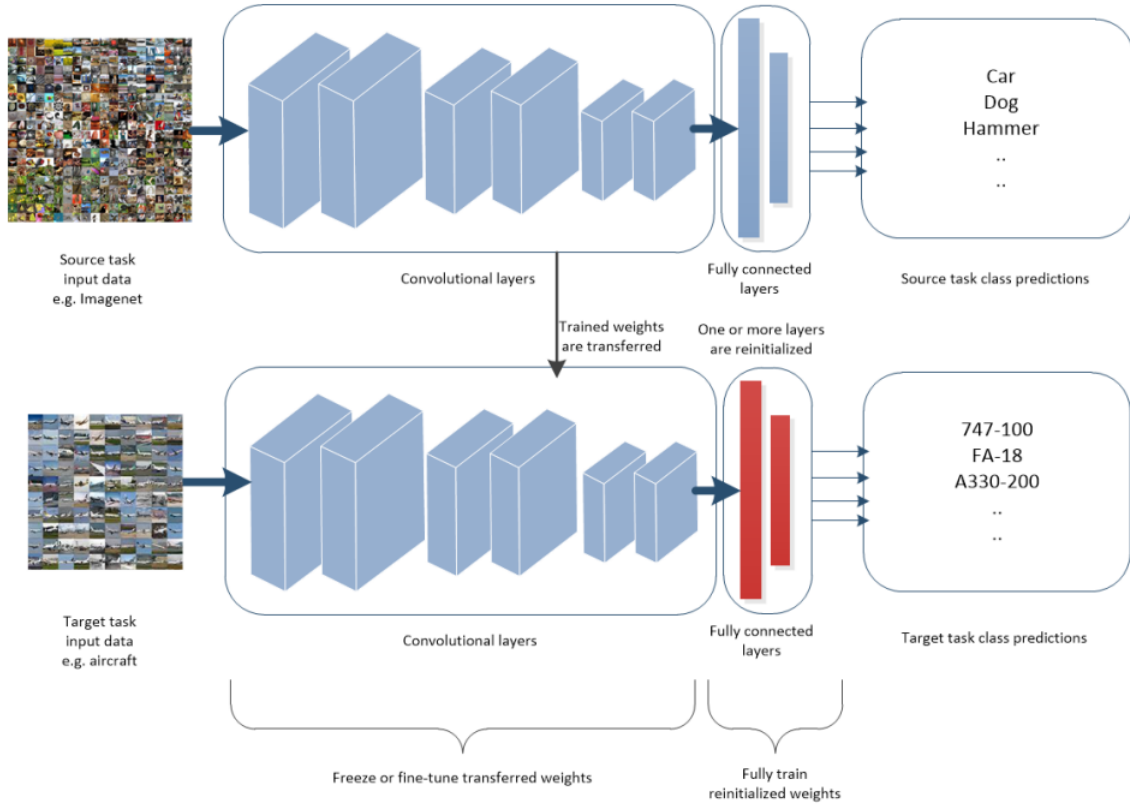 Car
Dog
Hammer
..
..
Source task
input data
e.g. Imagenet
Convolutional layers
Fully connected
layers
Source task class predictions
Trained weights
are transferred
One or more layers
are reinitialized
747-100
FA-18
A330-200
..
..
Target task
input data
e.g. aircraft
Convolutional layers
Fully connected
layers
Target task class predictions
Freeze or fine-tune transferred weights
Fully train
reinitialized weights